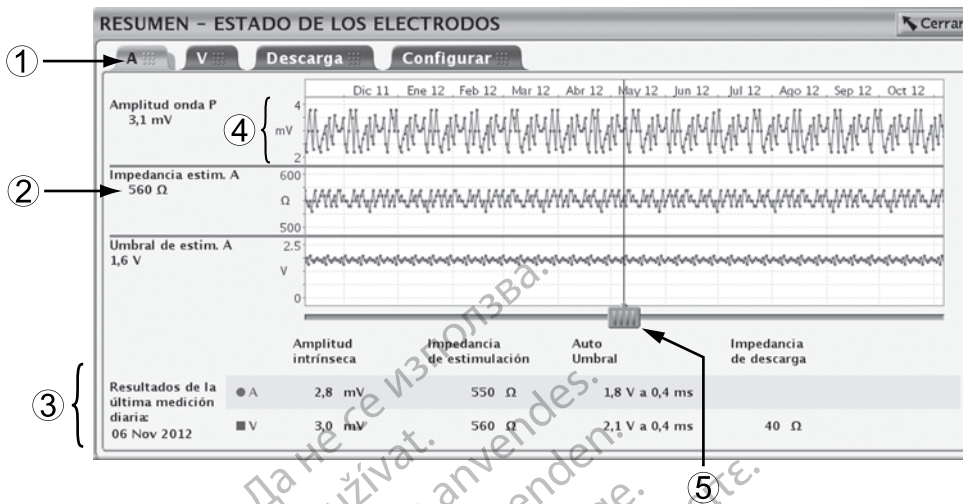 RESUMEN – ESTADO DE LOS ELECTRODOS
Cerrar
1
A V Descarga Configurar
Dic 11 Ene 12 Feb 12 Mar 12 Abr 12 May 12 Jun 12 Jul 12 Ago 12 Sep 12 Oct 12
Amplitud onda P
3,1 mV
4
4
mV
2
2
Impedancia estim. A
560 Ω
600
Ω
500
Umbral de estim. A
1,6 V
2.5
V
0
Amplitud intrínseca
Impedancia de estimulación
Auto Umbral
Impedancia de descarga
3
Resultados de la
última medición
diaria:
06 Nov 2012
A 2,8 mV 550 Ω 1,8 V a 0,4 ms
V 3,0 mV 560 Ω 2,1 V a 0,4 ms 40 Ω
5
Да не се използва.